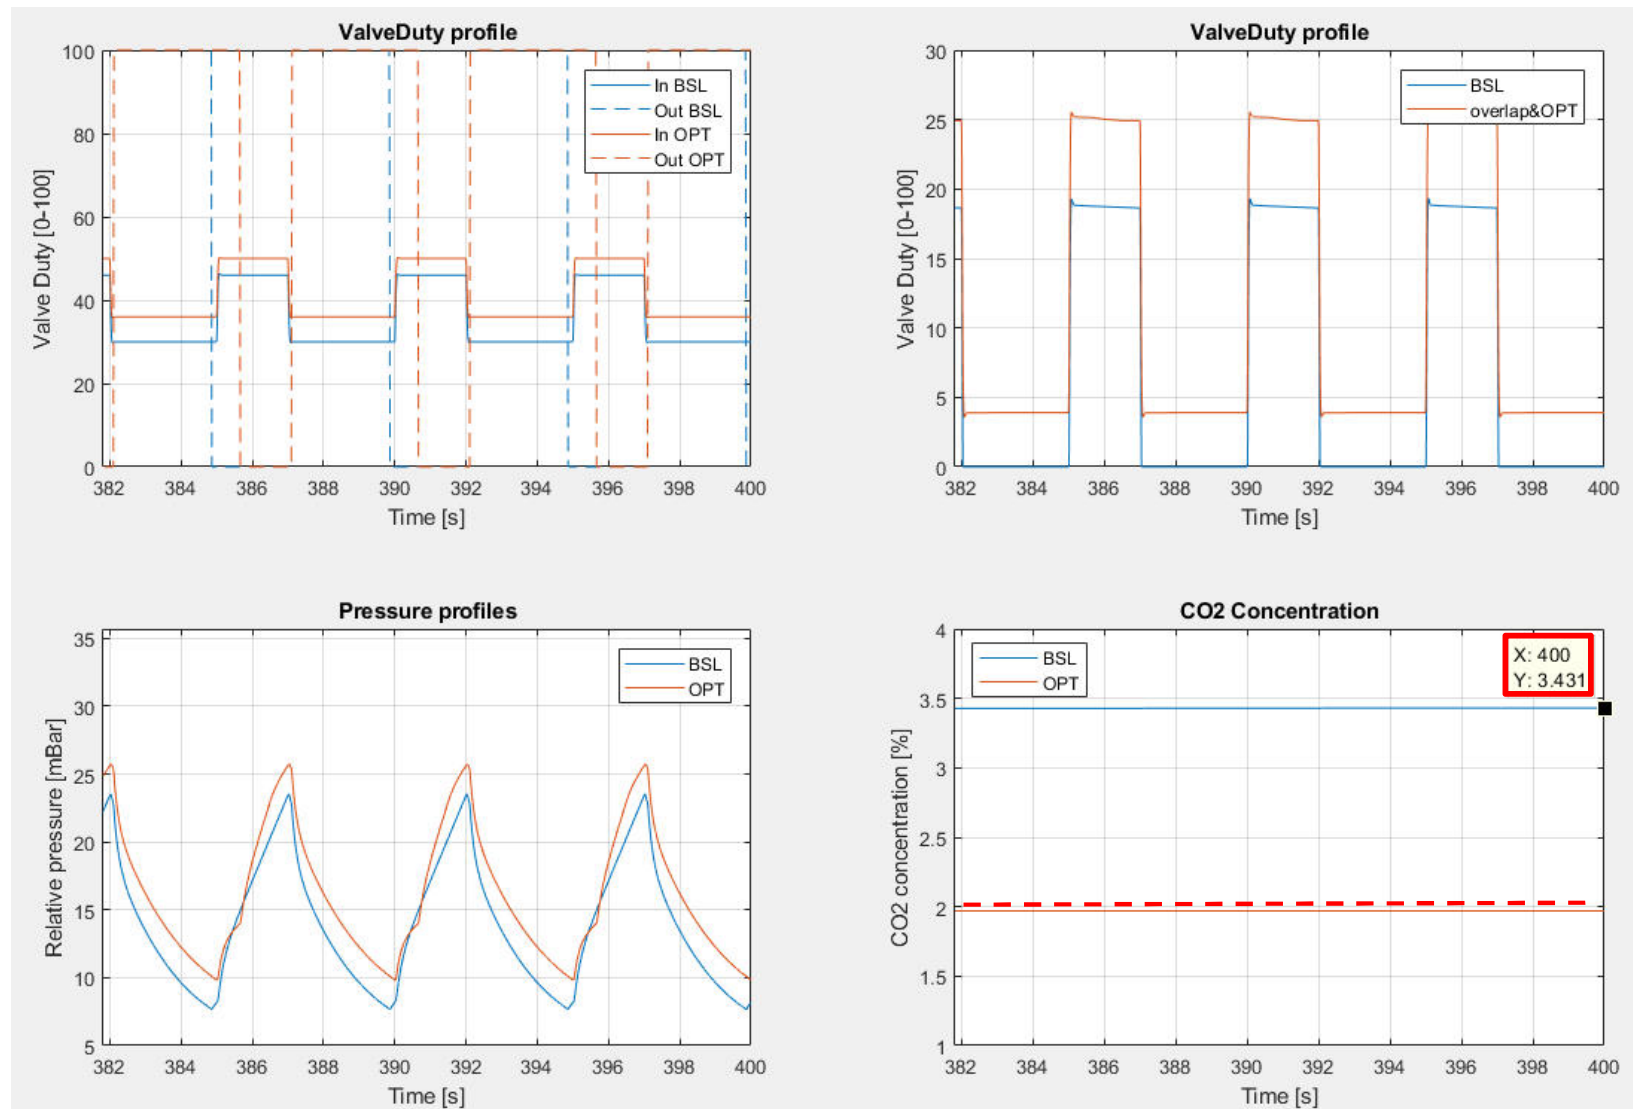 ValveDuty profile
100
80
60
40
20
0
Valve Duty [0-100]
In BSL
Out BSL
In OPT
Out OPT
382 384 386 388 390 392 394 396 398 400
Time [s]
ValveDuty profile
30
25
20
15
10
5
0
Valve Duty [0-100]
BSL
overlap&OPT
382 384 386 388 390 392 394 396 398 400
Time [s]
Pressure profiles
35
30
25
20
15
10
5
Relative pressure [mBar]
BSL
OPT
382 384 386 388 390 392 394 396 398 400
Time [s]
CO2 Concentration
4
3.5
3
2.5
2
1.5
1
CO2 concentration [%]
BSL
OPT
X: 400
Y: 3.431
382 384 386 388 390 392 394 396 398 400
Time [s]